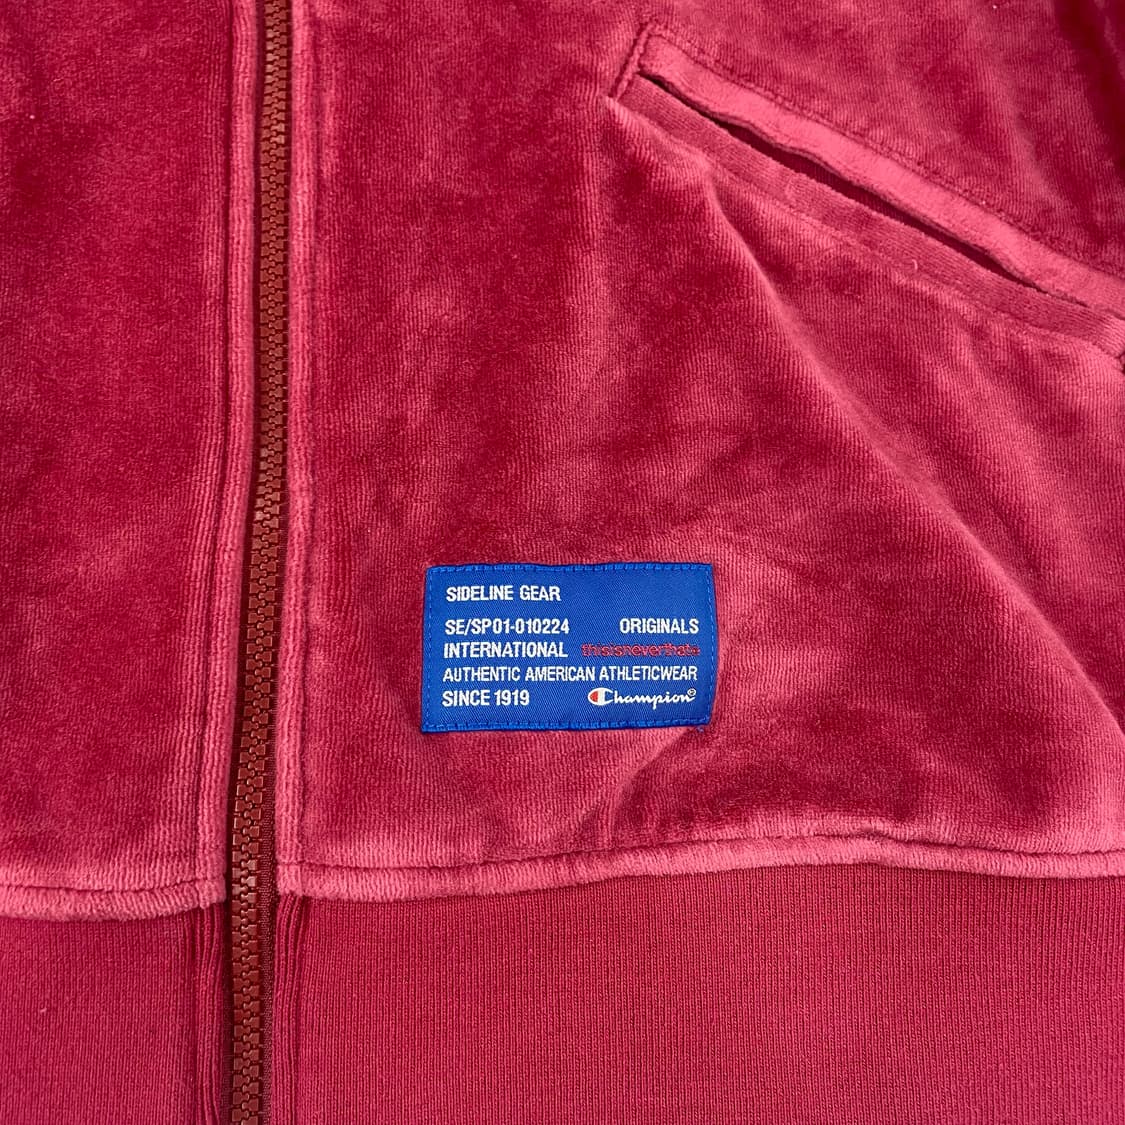 SIDELINE GEAR
SE/SP01-010224 ORIGINALS
INTERNATIONAL thisisneverthat®
AUTHENTIC AMERICAN ATHLETICWEAR
SINCE 1919 Champion®